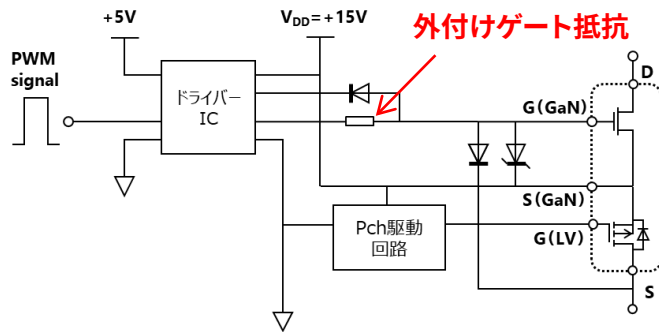 +5V
V_DD=+15V
外付けゲート抵抗
PWM
signal
ドライバー
IC
D
G(GaN)
S(GaN)
Pch駆動
回路
G(LV)
S